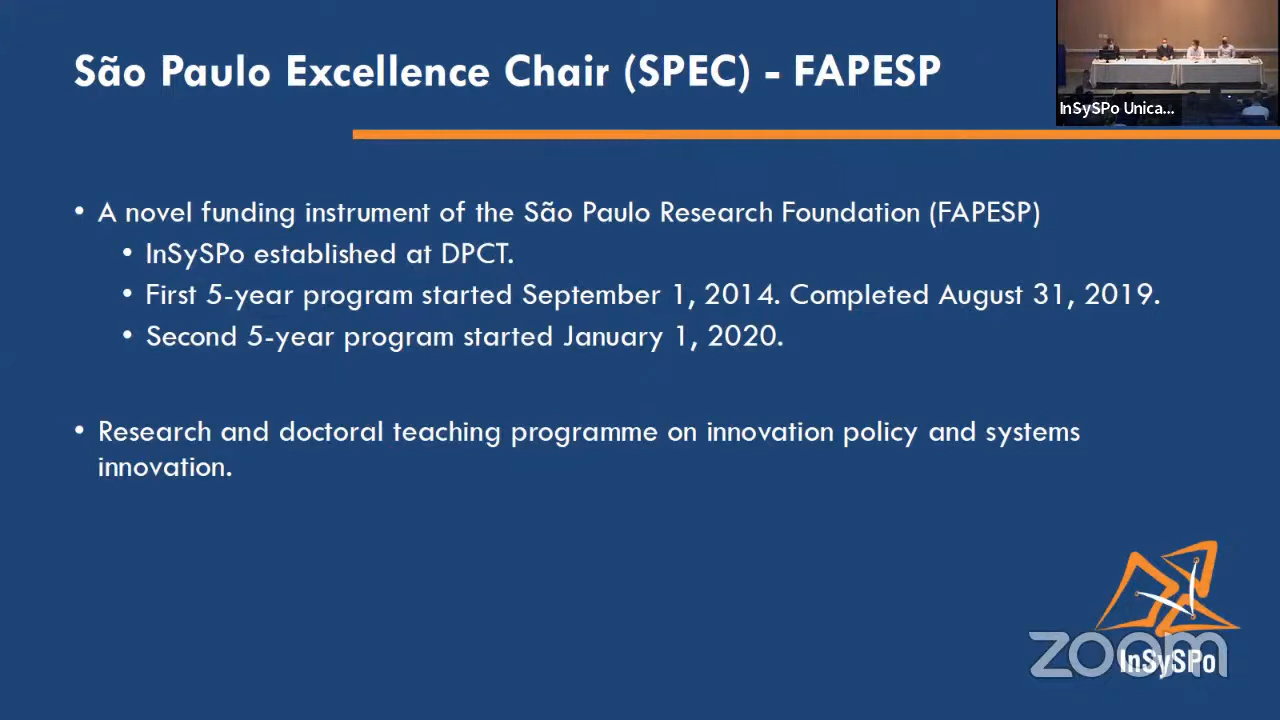 São Paulo Excellence Chair (SPEC) - FAPESP
InSySPo Unica...
• A novel funding instrument of the São Paulo Research Foundation (FAPESP)
• InSySPo established at DPCT.
• First 5-year program started September 1, 2014. Completed August 31, 2019.
• Second 5-year program started January 1, 2020.
• Research and doctoral teaching programme on innovation policy and systems
innovation.
zoom
InSySPo